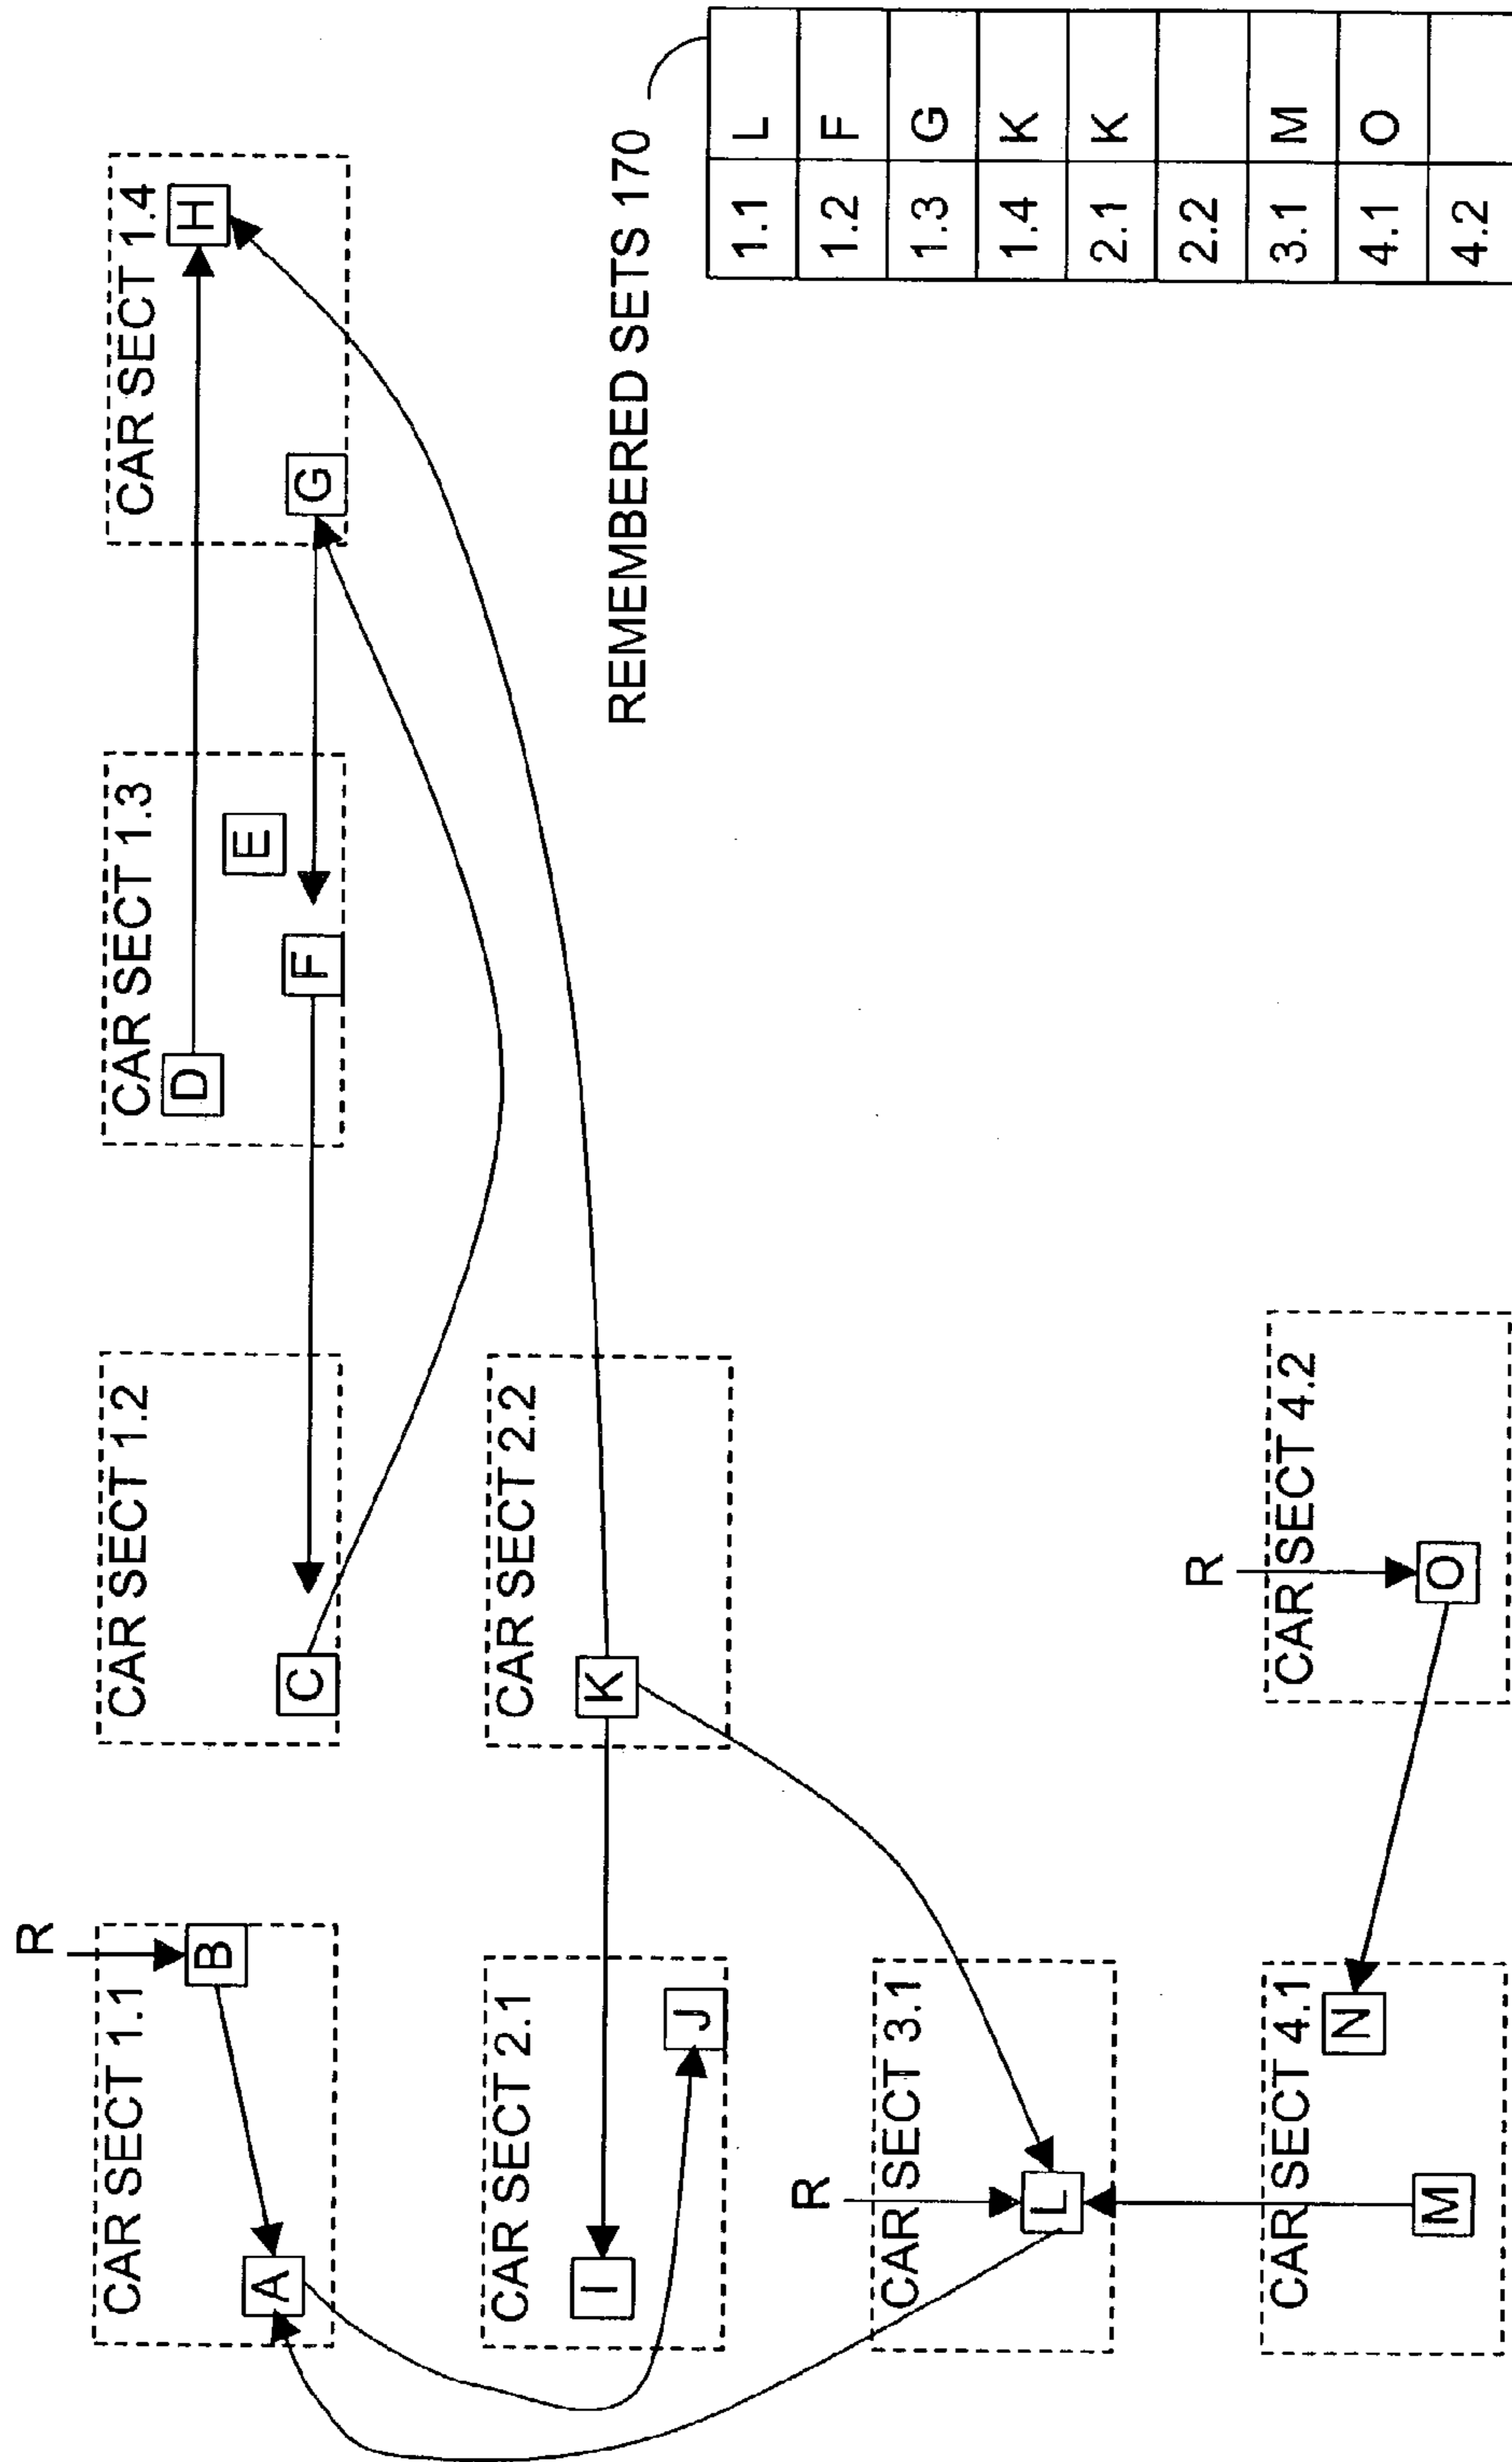 R
CAR SECT 1.1
B
A
CAR SECT 1.2
C
CAR SECT 1.3
D
E
F
CAR SECT 1.4
H
G
CAR SECT 2.1
I
J
CAR SECT 2.2
K
R
CAR SECT 3.1
L
CAR SECT 4.1
M
N
R
CAR SECT 4.2
O
REMEMBERED SETS 170
1.1 L
1.2 F
1.3 G
1.4 K
2.1 K
2.2
3.1 M
4.1 O
4.2